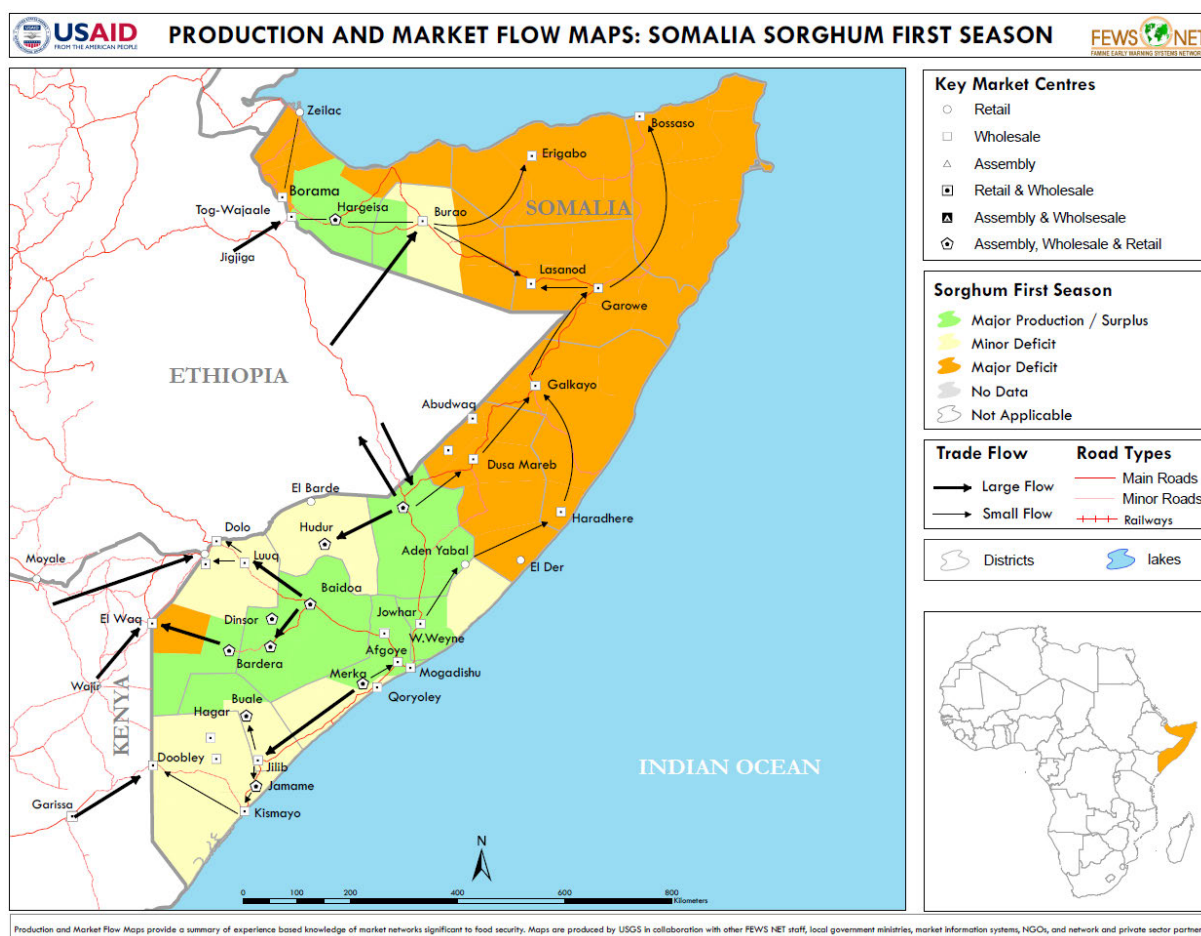 USAID
FROM THE AMERICAN PEOPLE
PRODUCTION AND MARKET FLOW MAPS: SOMALIA SORGHUM FIRST SEASON
FEWS NET
FAMINE EARLY WARNING SYSTEMS NETWORK
Zeilac
Bossaso
Erigabo
Borama
Hargeisa
Tog-Wajaale
Burao
SOMALIA
Jigjiga
Lasanod
Garowe
ETHIOPIA
Galkayo
Abudwaq
Dusa Mareb
El Barde
Haradhere
Dolo
Hudur
Aden Yabal
Moyale
Luuq
El Der
Baidoa
El Waq
Dinsor
Jowhar
W.Weyne
Bardera
Afgoye
Merka
Mogadishu
Wajir
Qoryoley
KENYA
Buale
Hagar
Doobley
Jilib
INDIAN OCEAN
Jamame
Garissa
Kismayo
N
0 100 200 400 600 800
Kilometers
Key Market Centres
Retail
Wholesale
Assembly
Retail & Wholesale
Assembly & Wholsesale
Assembly, Wholesale & Retail
Sorghum First Season
Major Production / Surplus
Minor Deficit
Major Deficit
No Data
Not Applicable
Trade Flow
Road Types
Large Flow
Main Roads
Minor Roads
Small Flow
Railways
Districts
lakes
Production and Market Flow Maps provide a summary of experience based knowledge of market networks significant to food security. Maps are produced by USGS in collaboration with other FEWS NET staff, local government ministries, market information systems, NGOs, and network and private sector partne